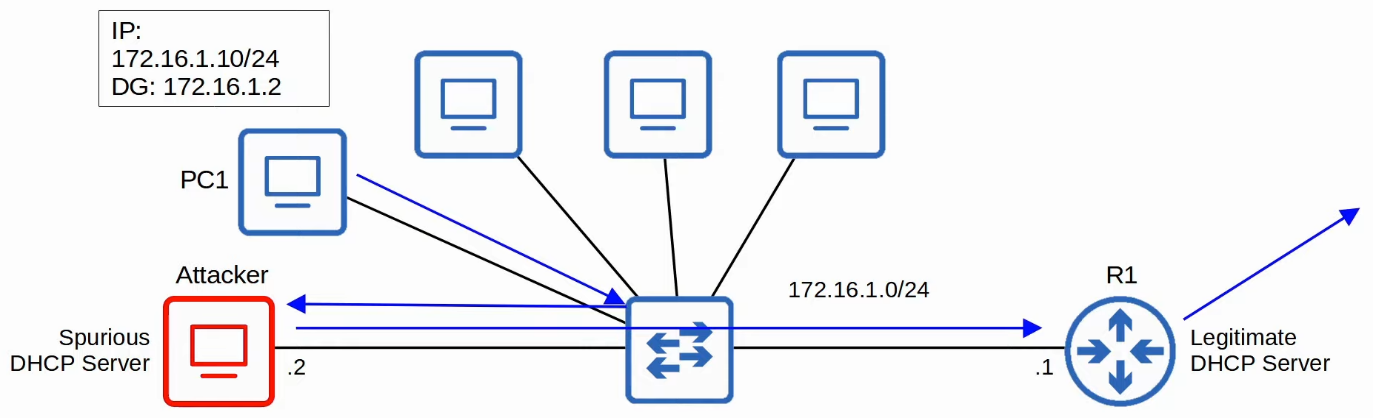 IP:
172.16.1.10/24
DG: 172.16.1.2
PC1
Attacker
Spurious
DHCP Server
.2
172.16.1.0/24
R1
.1
Legitimate
DHCP Server